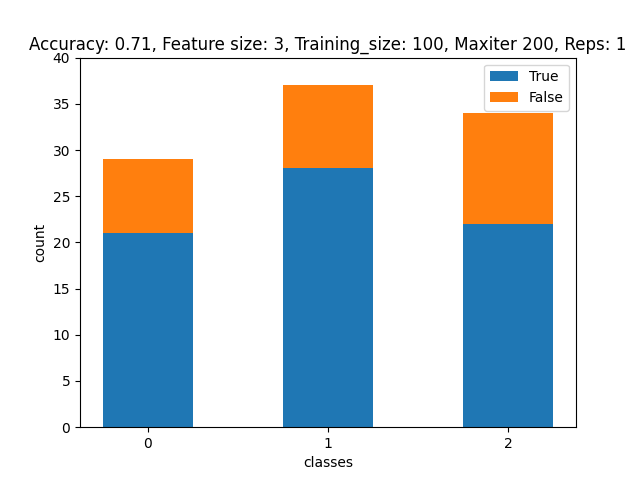 Accuracy: 0.71, Feature size: 3, Training_size: 100, Maxiter 200, Reps: 1
True
False
40
35
30
25
20
15
10
5
0
count
0 1 2
classes